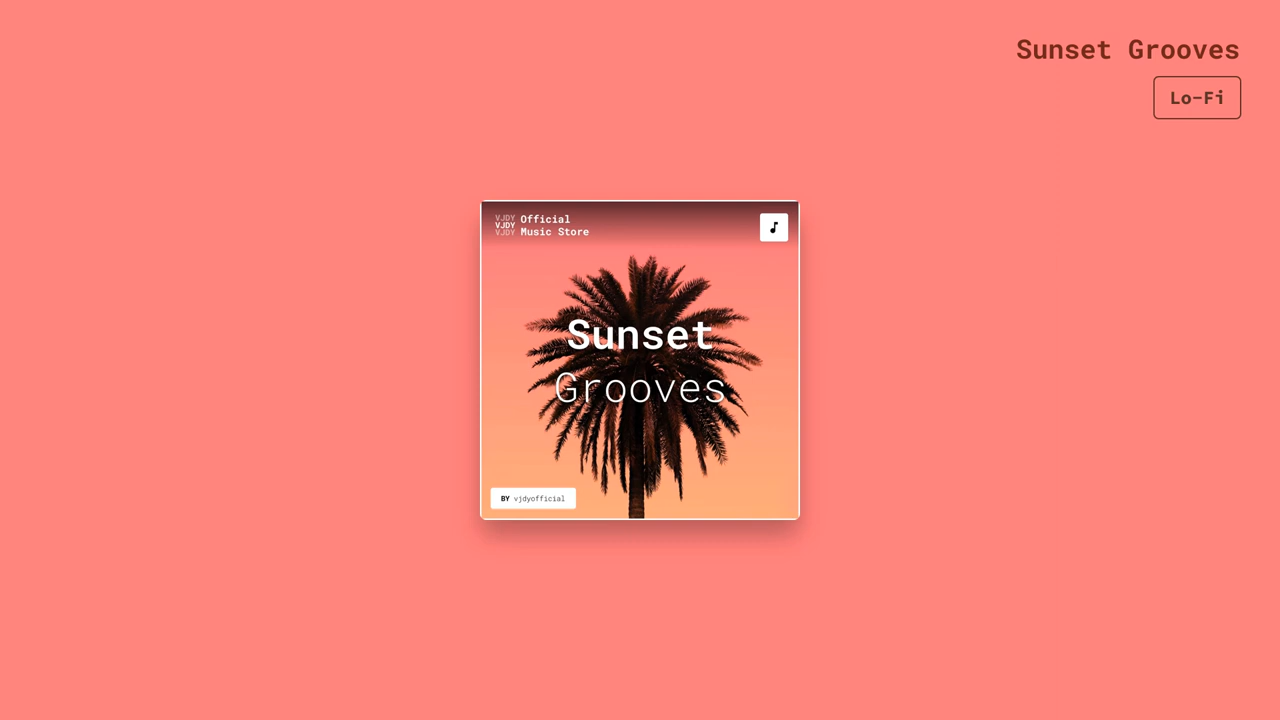 Sunset Grooves
Lo-Fi
VJDY
VJDY
VJDY
Official
Music Store
Sunset
Grooves
BY vjdyofficial